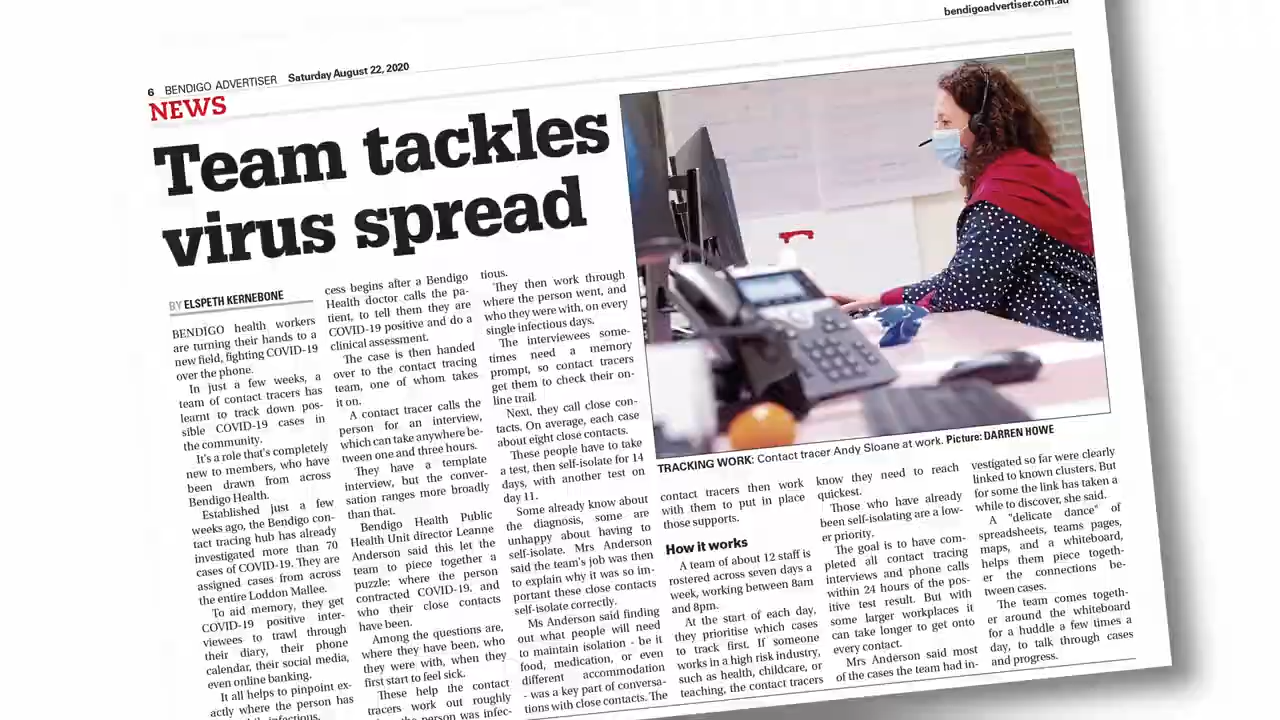 bendigoadvertiser.com.au
6 BENDIGO ADVERTISER Saturday August 22, 2020
NEWS
Team tackles
virus spread
BY ELSPETH KERNEBONE
BENDIGO health workers
are turning their hands to a
new field, fighting COVID-19
over the phone.
In just a few weeks, a
team of contact tracers has
learnt to track down pos-
sible COVID-19 cases in
the community.
It's a role that's completely
new to members, who have
been drawn from across
Bendigo Health.
Established just a few
weeks ago, the Bendigo con-
tact tracing hub has already
investigated more than 70
cases of COVID-19. They are
assigned cases from across
the entire Loddon Mallee.
To aid memory, they get
COVID-19 positive inter-
viewees to trawl through
their diary, their phone
calendar, their social media,
even online banking.
It all helps to pinpoint ex-
actly where the person has
infectious.
cess begins after a Bendigo
Health doctor calls the pa-
tient, to tell them they are
COVID-19 positive and do a
clinical assessment.
The case is then handed
over to the contact tracing
team, one of whom takes
it on.
A contact tracer calls the
person for an interview,
which can take anywhere be-
tween one and three hours.
They have a template
interview, but the conver-
sation ranges more broadly
than that.
Bendigo Health Public
Health Unit director Leanne
Anderson said this let the
team to piece together a
puzzle: where the person
contracted COVID-19, and
who their close contacts
have been.
Among the questions are,
where they have been, who
they were with, when they
first start to feel sick.
These help the contact
tracers work out roughly
the person was infec-
tious.
They then work through
where the person went, and
who they were with, on every
single infectious days.
The interviewees some-
times need a memory
prompt, so contact tracers
get them to check their on-
line trail.
Next, they call close con-
tacts. On average, each case
about eight close contacts.
These people have to take
a test, then self-isolate for 14
days, with another test on
day 11.
Some already know about
the diagnosis, some are
unhappy about having to
self-isolate. Mrs Anderson
said the team's job was then
to explain why it was so im-
portant these close contacts
self-isolate correctly.
Ms Anderson said finding
out what people will need
to maintain isolation - be it
food, medication, or even
different accommodation
- was a key part of conversa-
tions with close contacts. The
TRACKING WORK: Contact tracer Andy Sloane at work. Picture: DARREN HOWE
contact tracers then work
with them to put in place
those supports.
How it works
A team of about 12 staff is
rostered across seven days a
week, working between 8am
and 8pm.
At the start of each day,
they prioritise which cases
to track first. If someone
works in a high risk industry,
such as health, childcare, or
teaching, the contact tracers
know they need to reach
quickest.
Those who have already
been self-isolating are a low-
er priority.
The goal is to have com-
pleted all contact tracing
interviews and phone calls
within 24 hours of the pos-
itive test result. But with
some larger workplaces it
can take longer to get onto
every contact.
Mrs Anderson said most
of the cases the team had in-
vestigated so far were clearly
linked to known clusters. But
for some the link has taken a
while to discover, she said.
A "delicate dance" of
spreadsheets, teams pages,
maps, and a whiteboard,
helps them piece togeth-
er the connections be-
tween cases.
The team comes togeth-
er around the whiteboard
for a huddle a few times a
day, to talk through cases
and progress.